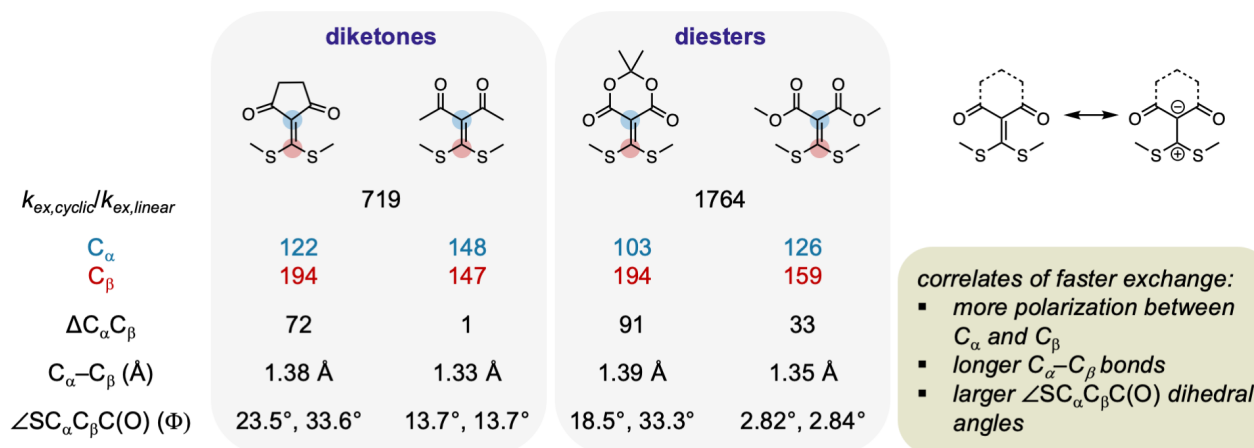 diketones
diesters
O O
O O
O O
O O
O O
O O
O O
O O ⊖ O
S S
S S
S S
S S
S S
S ⊕ S
k_ex,cyclic/k_ex,linear 719 1764
Cα 122 148 103 126
Cβ 194 147 194 159
ΔCαCβ 72 1 91 33
Cα–Cβ (Å) 1.38 Å 1.33 Å 1.39 Å 1.35 Å
∠SCαCβC(O) (Φ) 23.5°, 33.6° 13.7°, 13.7° 18.5°, 33.3° 2.82°, 2.84°
correlates of faster exchange:
▪ more polarization between
Cα and Cβ
▪ longer Cα–Cβ bonds
▪ larger ∠SCαCβC(O) dihedral
angles